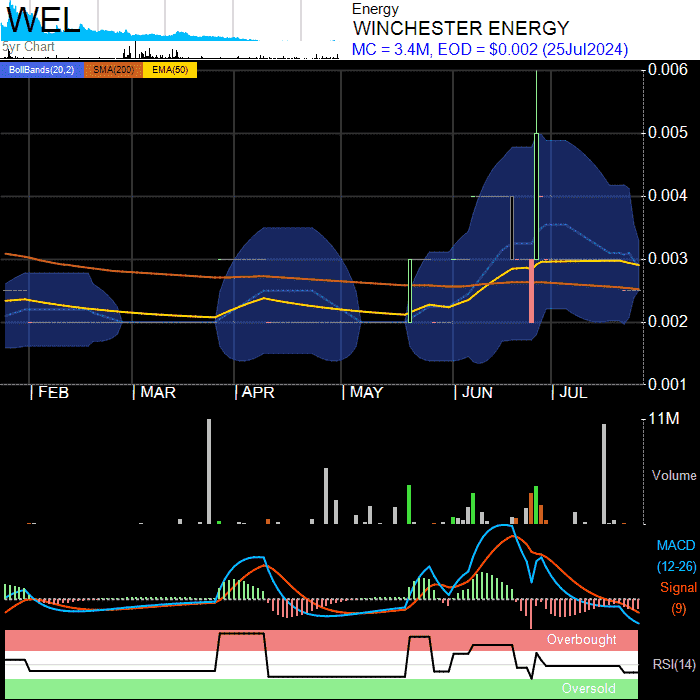 WEL
5yr Chart
Energy
WINCHESTER ENERGY
MC = 3.4M, EOD = $0.002 (25Jul2024)
BollBands(20,2) SMA(200) EMA(50)
0.006
0.005
0.004
0.003
0.002
0.001
| FEB | MAR | APR | MAY | JUN | JUL
11M
Volume
MACD
(12-26)
Signal
(9)
Overbought
RSI(14)
Oversold